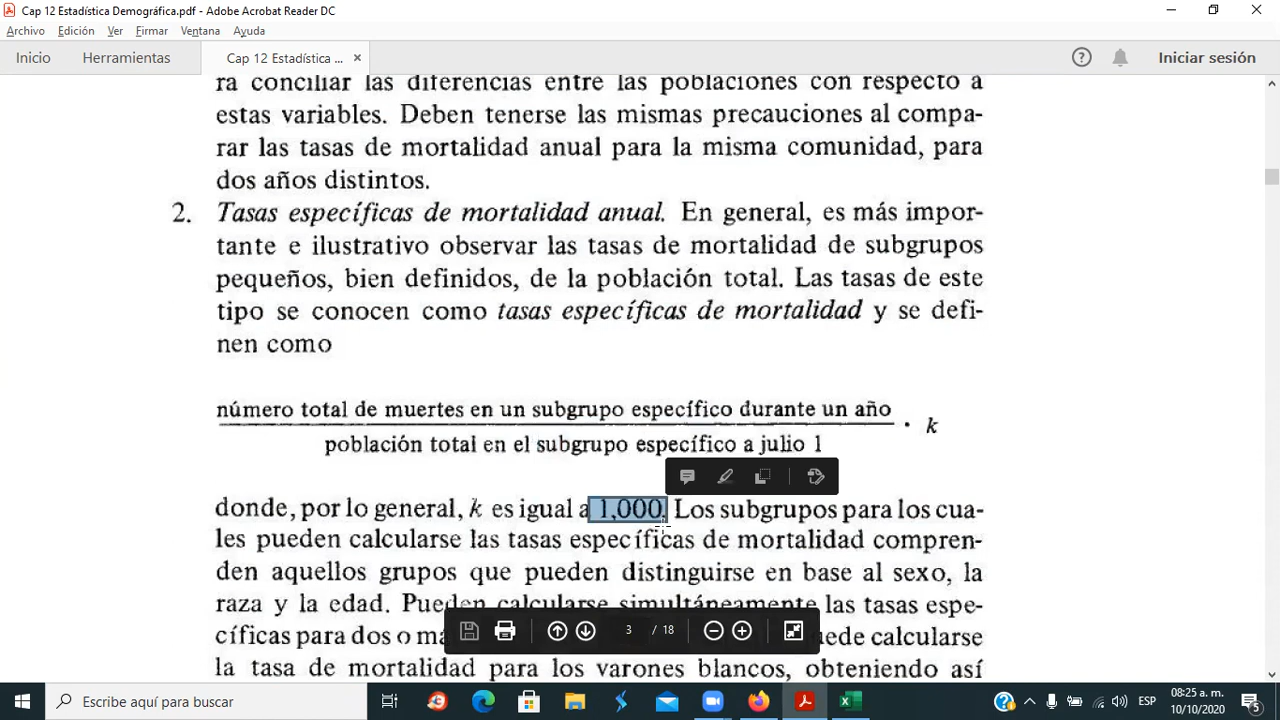 Cap 12 Estadística Demográfica.pdf - Adobe Acrobat Reader DC
Archivo Edición Ver Firmar Ventana Ayuda
Inicio Herramientas Cap 12 Estadística ... × Iniciar sesión
ra conciliar las diferencias entre las poblaciones con respecto a
estas variables. Deben tenerse las mismas precauciones al compa-
rar las tasas de mortalidad anual para la misma comunidad, para
dos años distintos.
2. Tasas específicas de mortalidad anual. En general, es más impor-
tante e ilustrativo observar las tasas de mortalidad de subgrupos
pequeños, bien definidos, de la población total. Las tasas de este
tipo se conocen como tasas específicas de mortalidad y se defi-
nen como
número total de muertes en un subgrupo específico durante un año
· k
población total en el subgrupo específico a julio 1
donde, por lo general, k es igual a 1,000. Los subgrupos para los cua-
les pueden calcularse las tasas específicas de mortalidad compren-
den aquellos grupos que pueden distinguirse en base al sexo, la
raza y la edad. Pueden calcularse simultáneamente las tasas espe-
cíficas para dos o m uede calcularse
3 / 18
la tasa de mortalidad para los varones blancos, obteniendo así
Escribe aquí para buscar
ESP
08:25 a. m.
10/10/2020
5